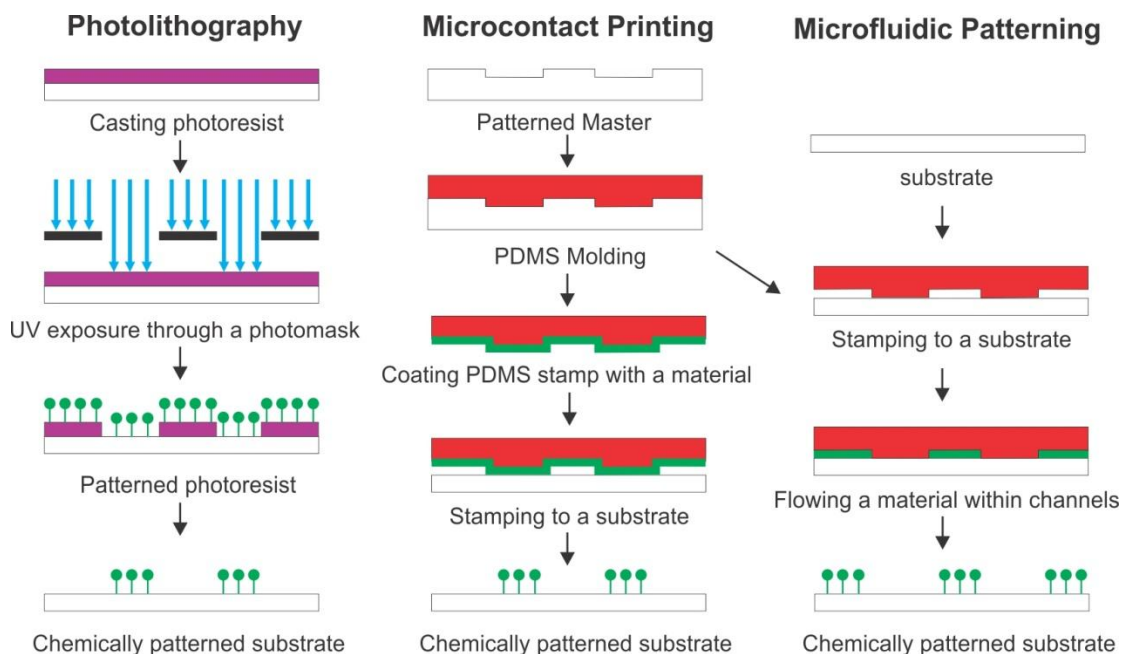 Photolithography
Casting photoresist
UV exposure through a photomask
Patterned photoresist
Chemically patterned substrate
Microcontact Printing
Patterned Master
PDMS Molding
Coating PDMS stamp with a material
Stamping to a substrate
Chemically patterned substrate
Microfluidic Patterning
substrate
Stamping to a substrate
Flowing a material within channels
Chemically patterned substrate